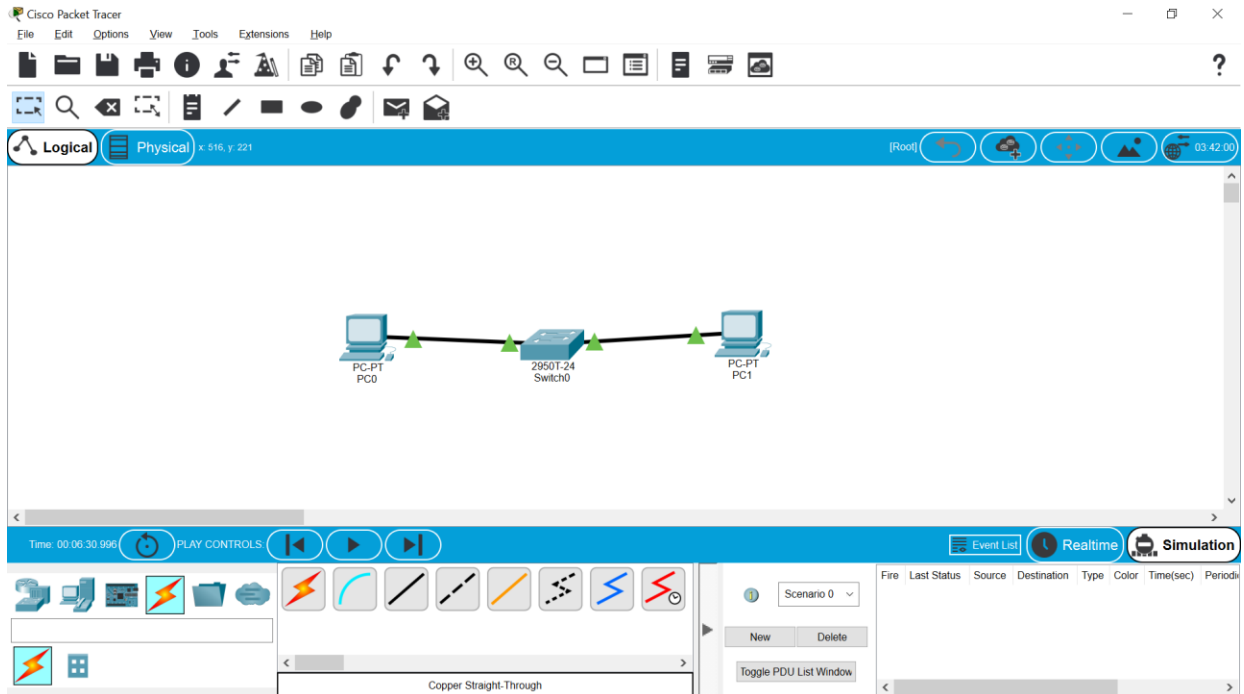 Cisco Packet Tracer
File Edit Options View Tools Extensions Help
?
Logical Physical x: 516, y: 221 [Root] 03:42:00
PC-PT
PC0
2950T-24
Switch0
PC-PT
PC1
Time: 00:06:30.996 PLAY CONTROLS: Event List Realtime Simulation
Fire Last Status Source Destination Type Color Time(sec) Periodi
Scenario 0
New Delete
Toggle PDU List Window
Copper Straight-Through